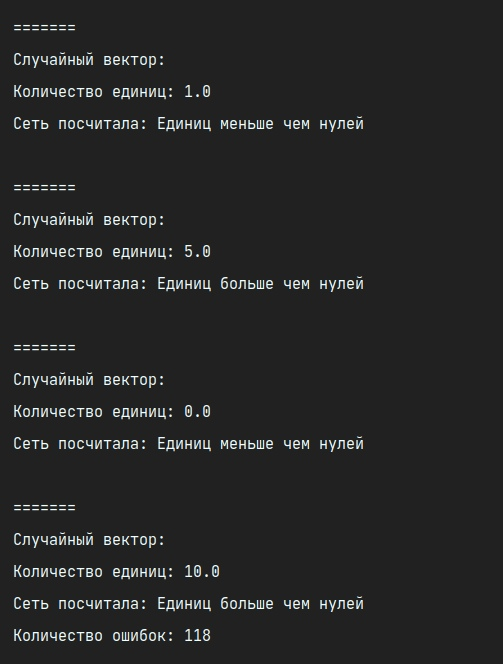 =======
Случайный вектор:
Количество единиц: 1.0
Сеть посчитала: Единиц меньше чем нулей
=======
Случайный вектор:
Количество единиц: 5.0
Сеть посчитала: Единиц больше чем нулей
=======
Случайный вектор:
Количество единиц: 0.0
Сеть посчитала: Единиц меньше чем нулей
=======
Случайный вектор:
Количество единиц: 10.0
Сеть посчитала: Единиц больше чем нулей
Количество ошибок: 118